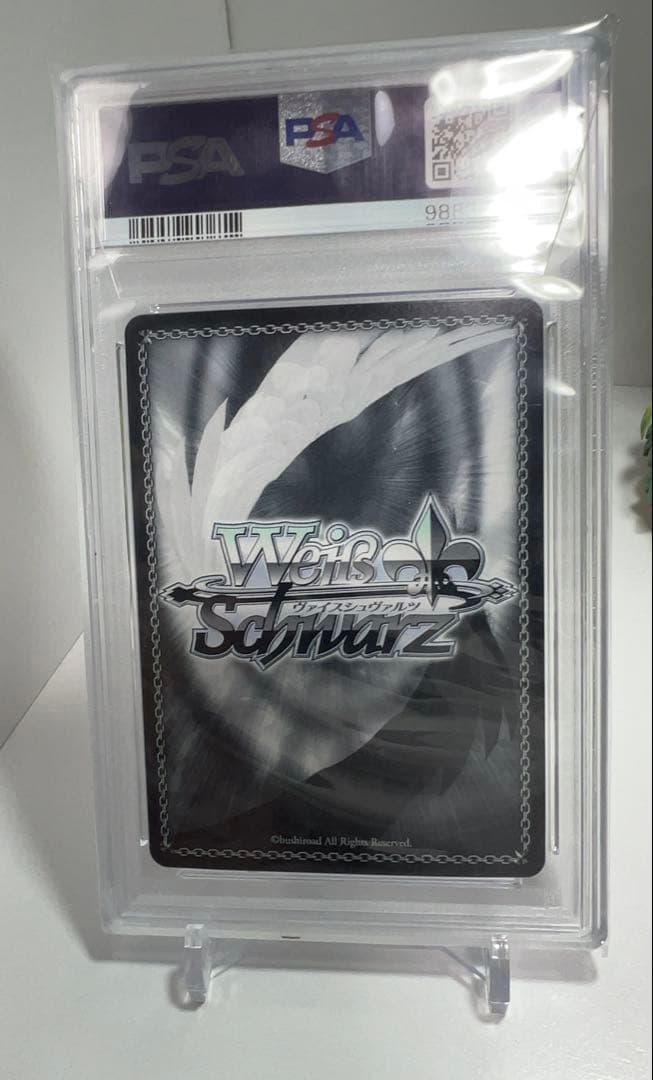 PSA
PSA
Weiß
ヴァイスシュヴァルツ
Schwarz
©bushiroad All Rights Reserved.